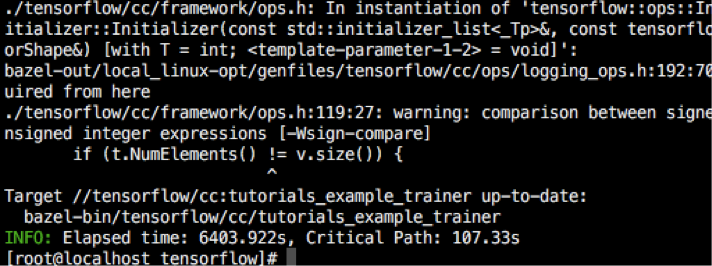 ./tensorflow/cc/framework/ops.h: In instantiation of 'tensorflow::ops::In
itializer::Initializer(const std::initializer_list<_Tp>&, const tensorflo
orShape&) [with T = int; <template-parameter-1-2> = void]':
bazel-out/local_linux-opt/genfiles/tensorflow/cc/ops/logging_ops.h:192:70
uired from here
./tensorflow/cc/framework/ops.h:119:27: warning: comparison between signe
nsigned integer expressions [-Wsign-compare]
if (t.NumElements() != v.size()) {
^
Target //tensorflow/cc:tutorials_example_trainer up-to-date:
bazel-bin/tensorflow/cc/tutorials_example_trainer
INFO: Elapsed time: 6403.922s, Critical Path: 107.33s
[root@localhost tensorflow]#